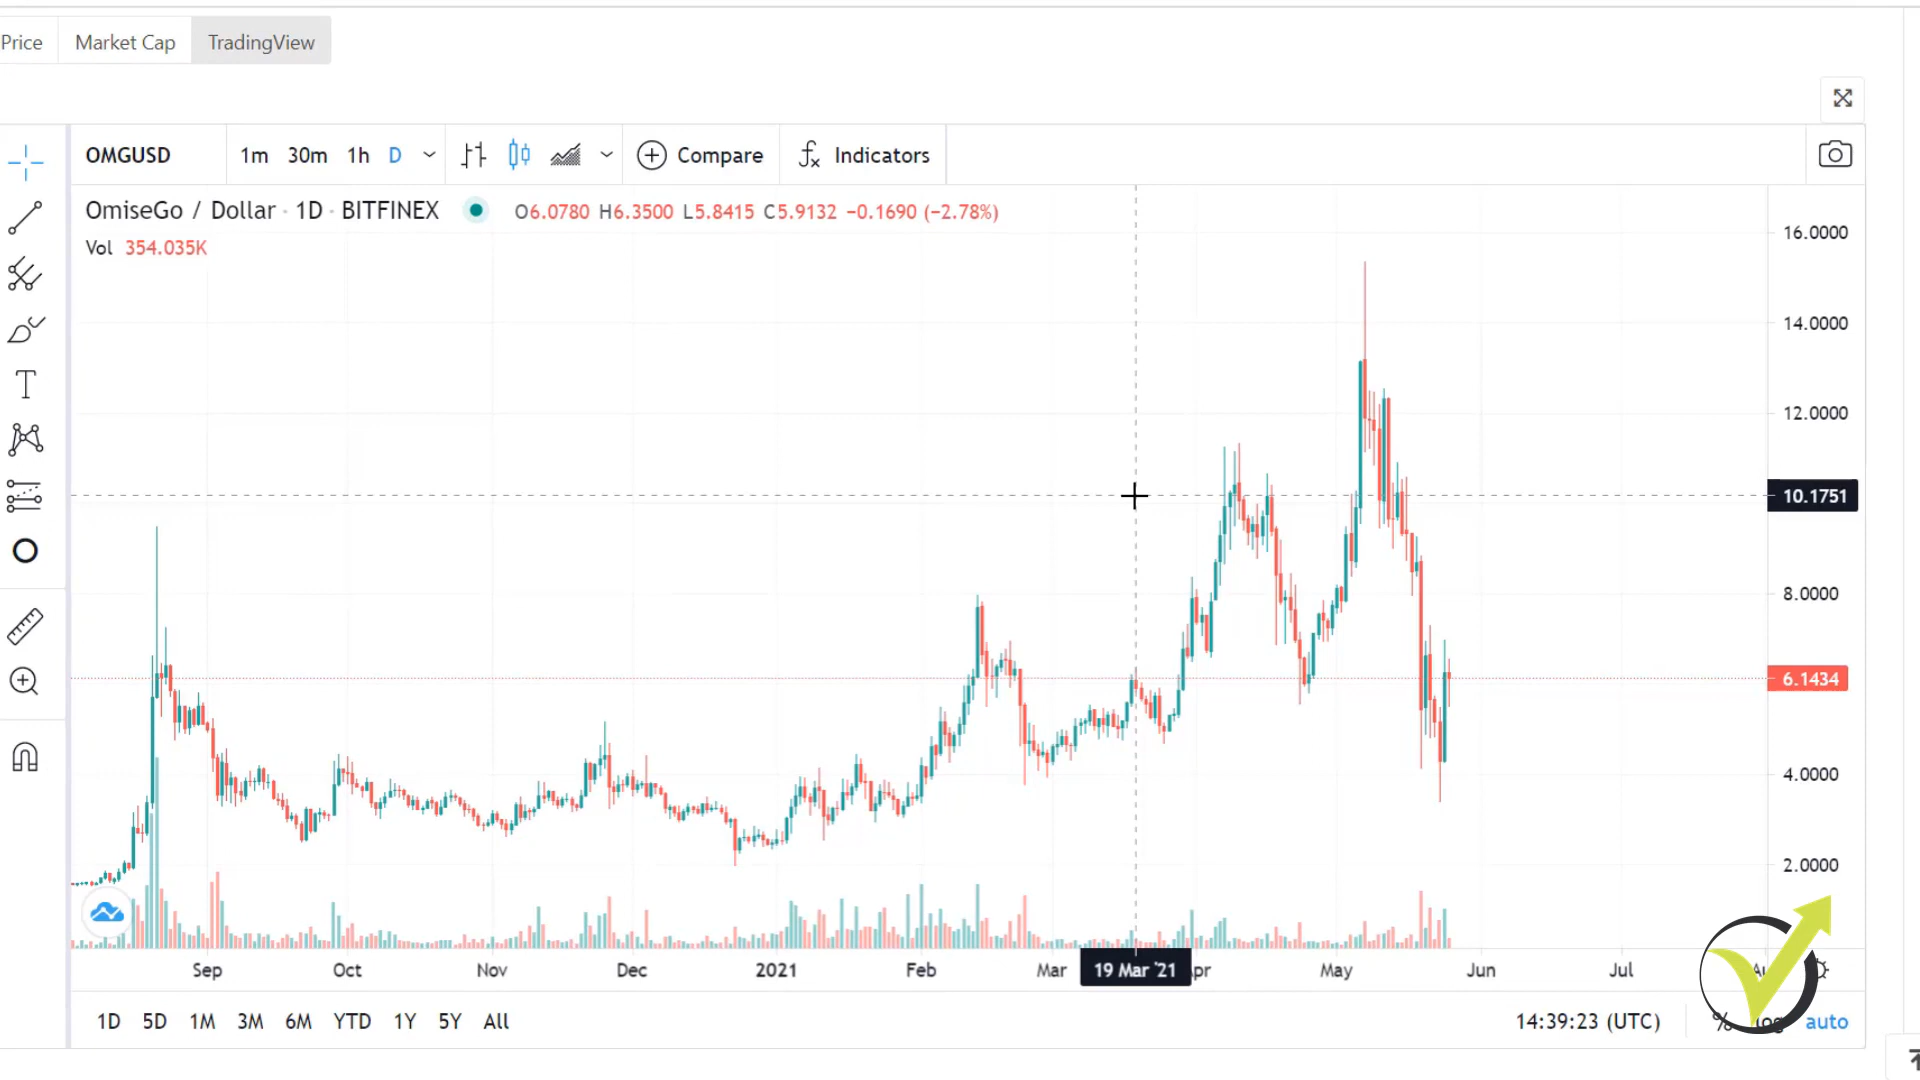 Price Market Cap TradingView
OMGUSD 1m 30m 1h D Compare Indicators
OmiseGo / Dollar · 1D · BITFINEX O6.0780 H6.3500 L5.8415 C5.9132 −0.1690 (−2.78%)
Vol 354.035K
16.0000
14.0000
12.0000
10.1751
8.0000
6.1434
4.0000
2.0000
Sep Oct Nov Dec 2021 Feb Mar 19 Mar '21 pr May Jun Jul
1D 5D 1M 3M 6M YTD 1Y 5Y All 14:39:23 (UTC) % log auto